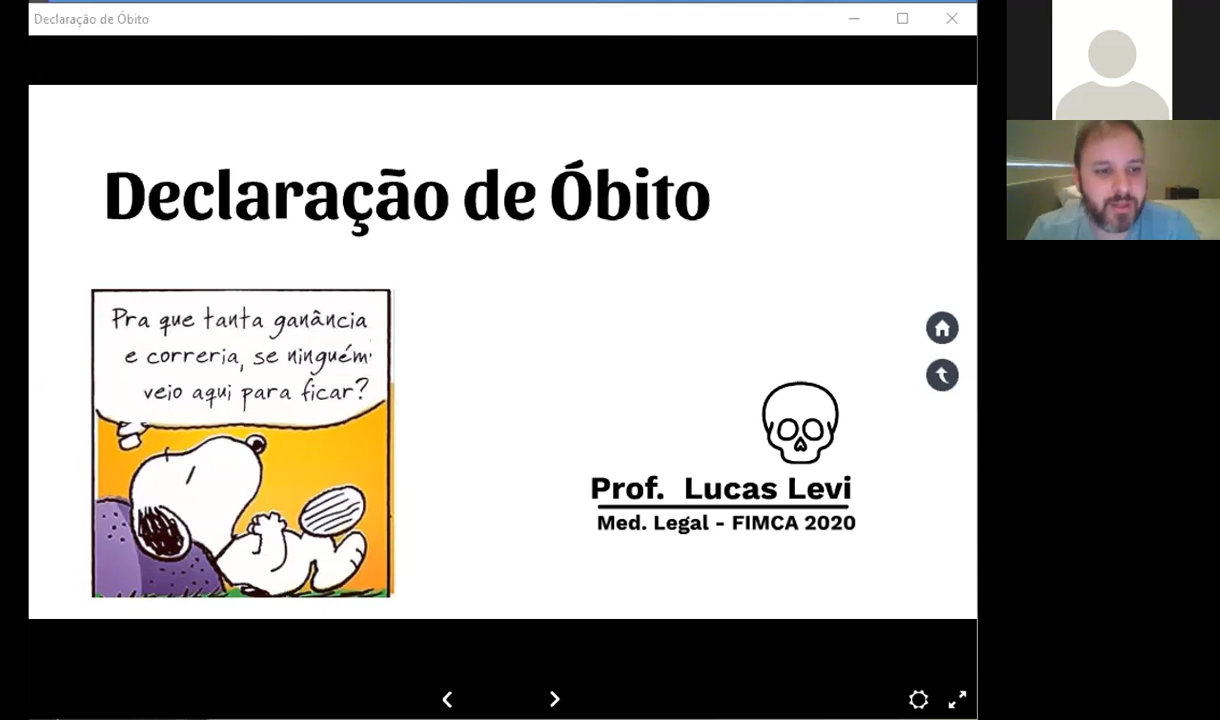 Declaração de Óbito
Declaração de Óbito
Pra que tanta ganância
e correria, se ninguém
veio aqui para ficar?
Prof. Lucas Levi
Med. Legal - FIMCA 2020